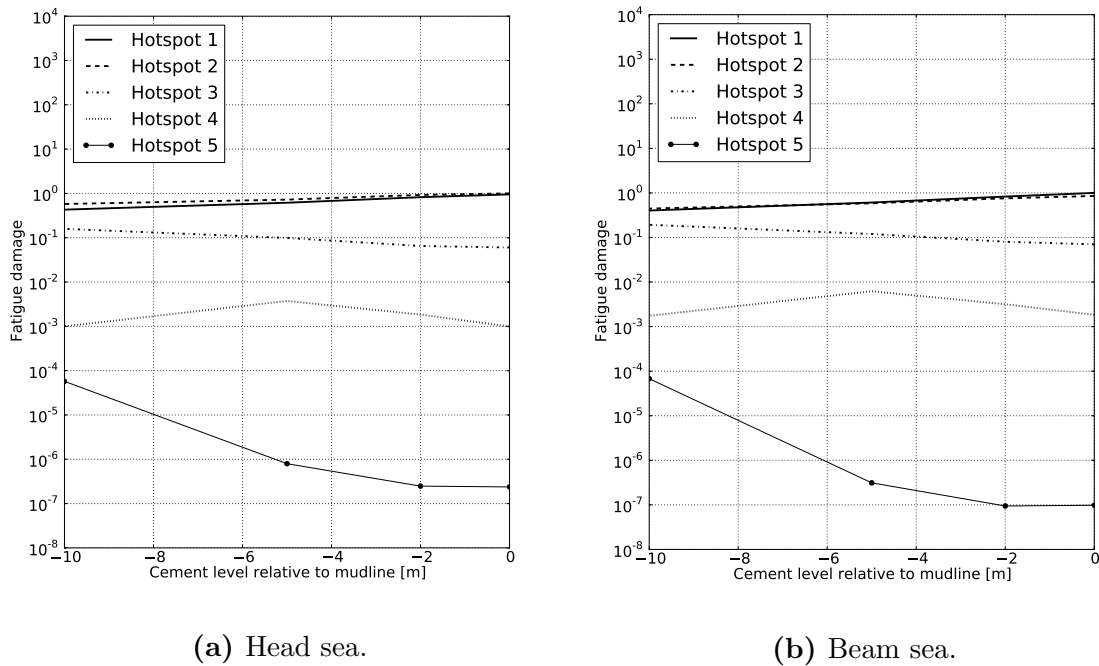 10^4
10^3
10^2
10^1
10^0
10^-1
10^-2
10^-3
10^-4
10^-5
10^-6
10^-7
10^-8
Fatigue damage
Hotspot 1
Hotspot 2
Hotspot 3
Hotspot 4
Hotspot 5
−10 −8 −6 −4 −2 0
Cement level relative to mudline [m]
(a) Head sea.
10^4
10^3
10^2
10^1
10^0
10^-1
10^-2
10^-3
10^-4
10^-5
10^-6
10^-7
10^-8
Fatigue damage
Hotspot 1
Hotspot 2
Hotspot 3
Hotspot 4
Hotspot 5
−10 −8 −6 −4 −2 0
Cement level relative to mudline [m]
(b) Beam sea.